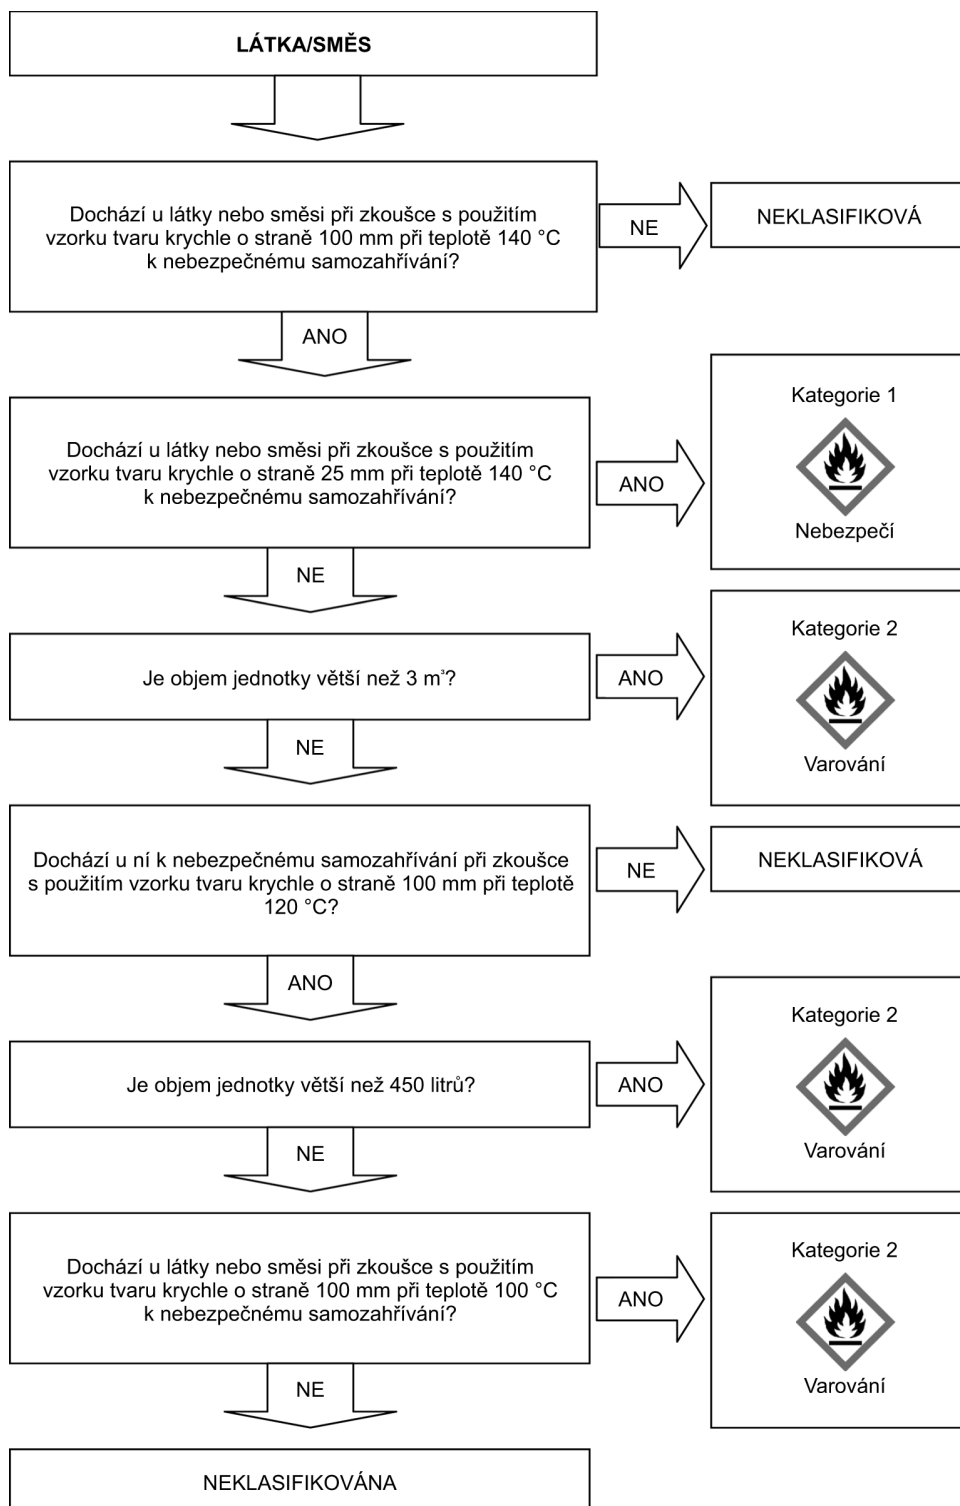 LÁTKA/SMĚS
Dochází u látky nebo směsi při zkoušce s použitím
vzorku tvaru krychle o straně 100 mm při teplotě 140 °C
k nebezpečnému samozahřívání?
NE
NEKLASIFIKOVÁ
ANO
Dochází u látky nebo směsi při zkoušce s použitím
vzorku tvaru krychle o straně 25 mm při teplotě 140 °C
k nebezpečnému samozahřívání?
ANO
Kategorie 1
Nebezpečí
NE
Je objem jednotky větší než 3 m³?
ANO
Kategorie 2
Varování
NE
Dochází u ní k nebezpečnému samozahřívání při zkoušce
s použitím vzorku tvaru krychle o straně 100 mm při teplotě
120 °C?
NE
NEKLASIFIKOVÁ
ANO
Je objem jednotky větší než 450 litrů?
ANO
Kategorie 2
Varování
NE
Dochází u látky nebo směsi při zkoušce s použitím
vzorku tvaru krychle o straně 100 mm při teplotě 100 °C
k nebezpečnému samozahřívání?
ANO
Kategorie 2
Varování
NE
NEKLASIFIKOVÁNA